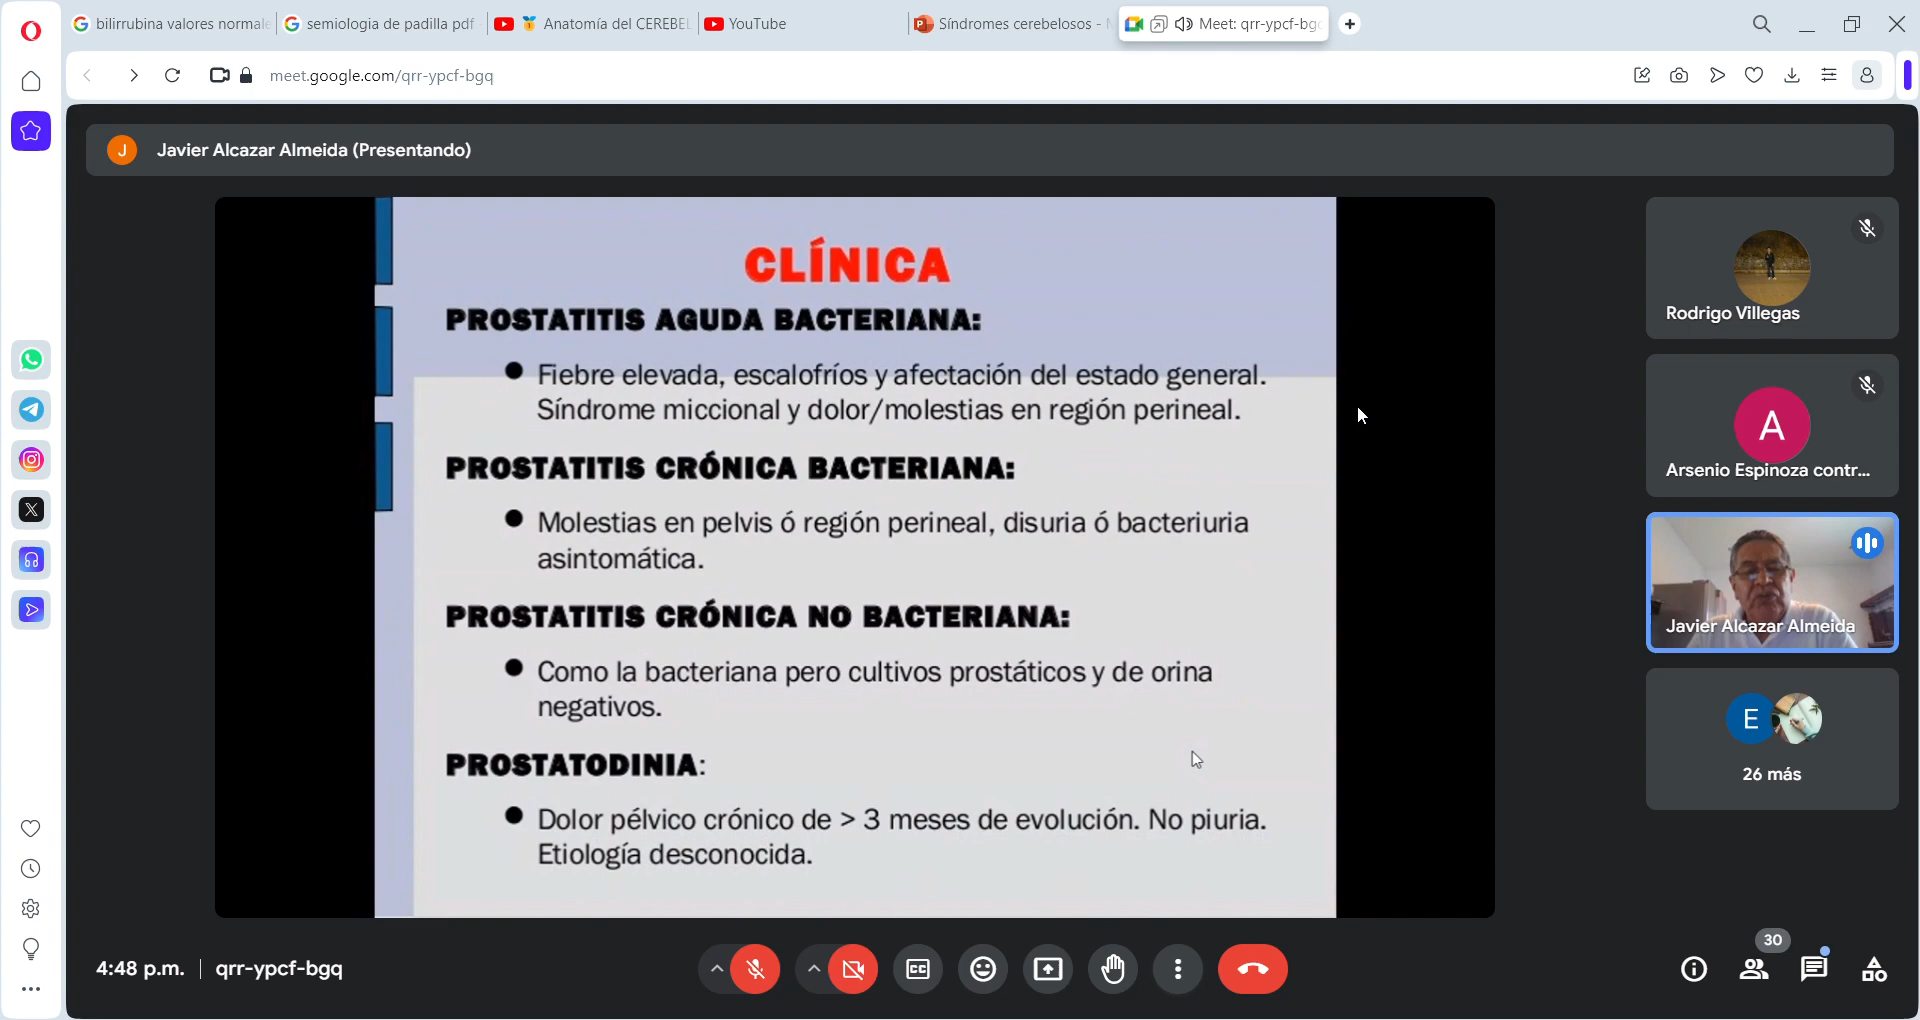 bilirrubina valores normale
semiologia de padilla pdf
Anatomía del CEREBEL
YouTube
Síndromes cerebelosos -
Meet: qrr-ypcf-bgq
meet.google.com/qrr-ypcf-bgq
J
Javier Alcazar Almeida (Presentando)
CLÍNICA
PROSTATITIS AGUDA BACTERIANA:
● Fiebre elevada, escalofríos y afectación del estado general.
Síndrome miccional y dolor/molestias en región perineal.
PROSTATITIS CRÓNICA BACTERIANA:
● Molestias en pelvis ó región perineal, disuria ó bacteriuria
asintomática.
PROSTATITIS CRÓNICA NO BACTERIANA:
● Como la bacteriana pero cultivos prostáticos y de orina
negativos.
PROSTATODINIA:
● Dolor pélvico crónico de > 3 meses de evolución. No piuria.
Etiología desconocida.
Rodrigo Villegas
A
Arsenio Espinoza contr...
Javier Alcazar Almeida
E
26 más
4:48 p.m. | qrr-ypcf-bgq
CC
30